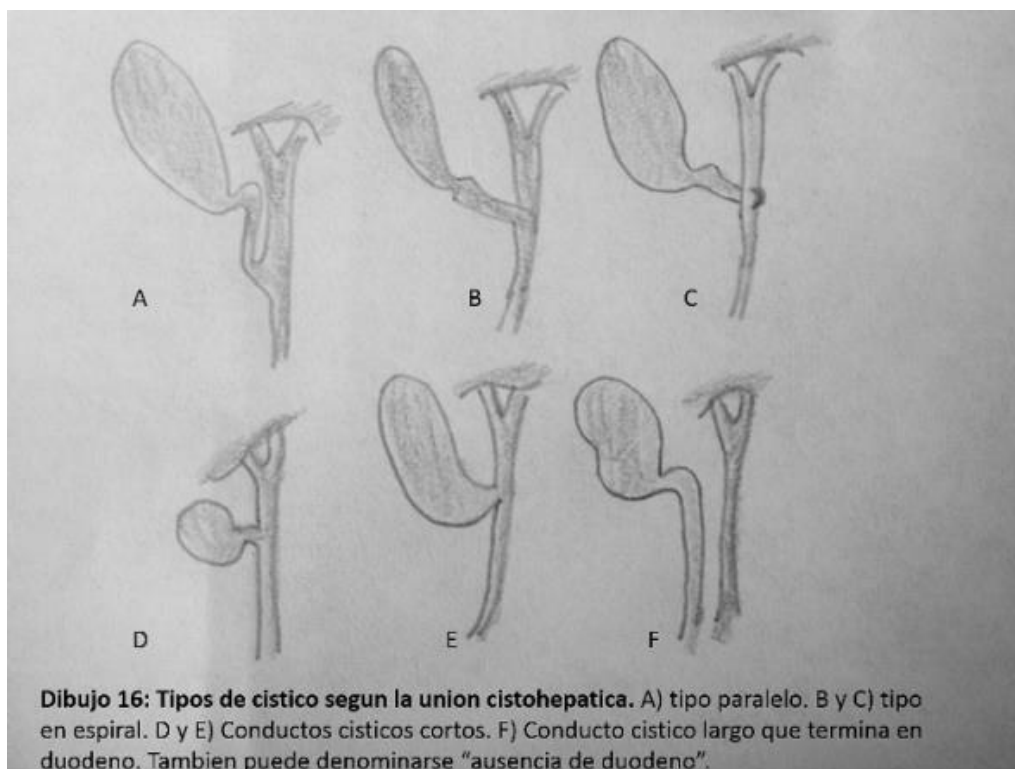 A
B
C
D
E
F
Dibujo 16: Tipos de cistico segun la union cistohepatica. A) tipo paralelo. B y C) tipo
en espiral. D y E) Conductos cisticos cortos. F) Conducto cistico largo que termina en
duodeno. Tambien puede denominarse “ausencia de duodeno”.